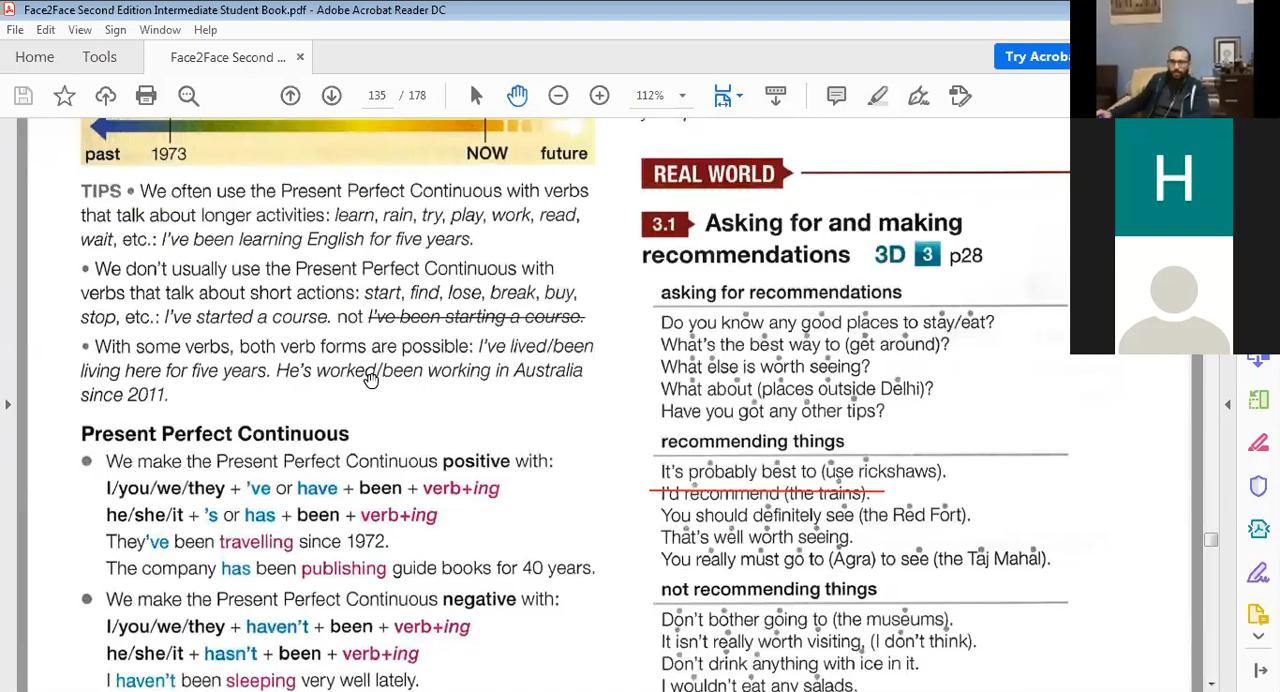 Face2Face Second Edition Intermediate Student Book.pdf - Adobe Acrobat Reader DC
File Edit View Sign Window Help
Home Tools Face2Face Second ... × Try Acrob
135 / 178 112%
past 1973 NOW future
TIPS • We often use the Present Perfect Continuous with verbs
that talk about longer activities: learn, rain, try, play, work, read,
wait, etc.: I've been learning English for five years.
• We don't usually use the Present Perfect Continuous with
verbs that talk about short actions: start, find, lose, break, buy,
stop, etc.: I've started a course. not I've been starting a course.
• With some verbs, both verb forms are possible: I've lived/been
living here for five years. He's worked/been working in Australia
since 2011.
Present Perfect Continuous
● We make the Present Perfect Continuous positive with:
I/you/we/they + 've or have + been + verb+ing
he/she/it + 's or has + been + verb+ing
They've been travelling since 1972.
The company has been publishing guide books for 40 years.
● We make the Present Perfect Continuous negative with:
I/you/we/they + haven't + been + verb+ing
he/she/it + hasn't + been + verb+ing
I haven't been sleeping very well lately.
REAL WORLD
3.1 Asking for and making
recommendations 3D 3 p28
asking for recommendations
Do you know any good places to stay/eat?
What's the best way to (get around)?
What else is worth seeing?
What about (places outside Delhi)?
Have you got any other tips?
recommending things
It's probably best to (use rickshaws).
I'd recommend (the trains).
You should definitely see (the Red Fort).
That's well worth seeing.
You really must go to (Agra) to see (the Taj Mahal).
not recommending things
Don't bother going to (the museums).
It isn't really worth visiting, (I don't think).
Don't drink anything with ice in it.
I wouldn't eat any salads.
H